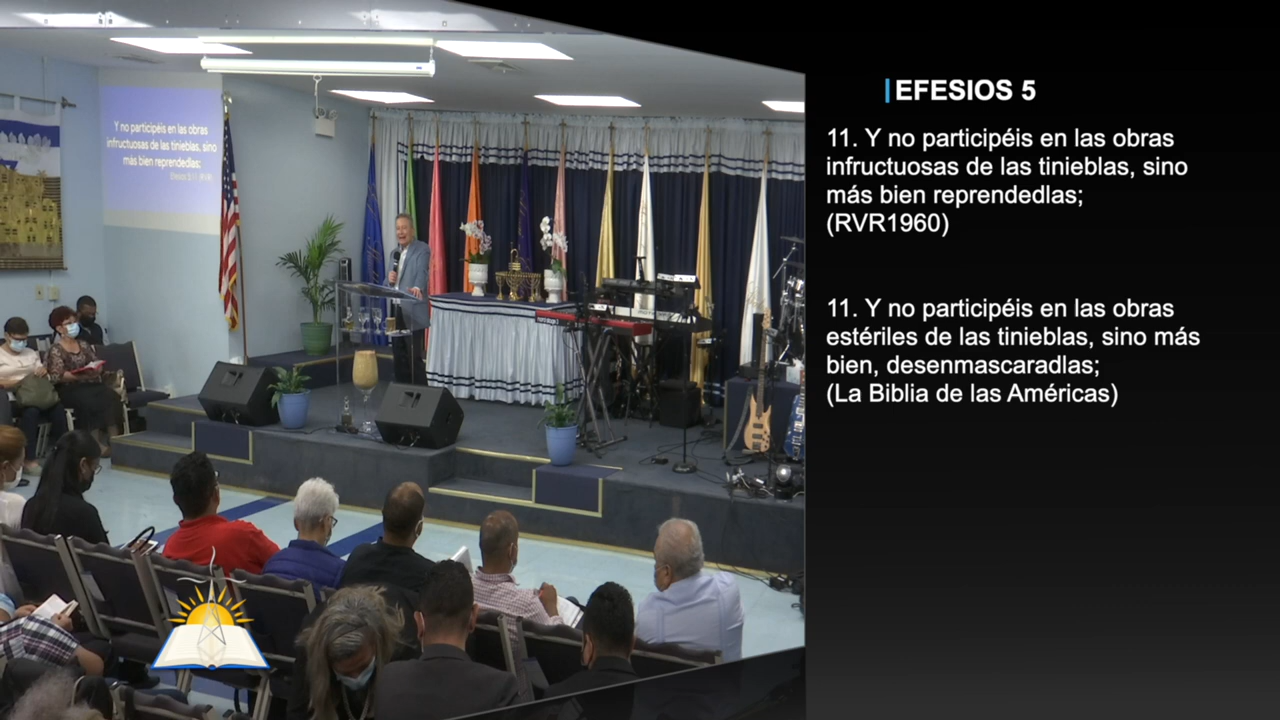 Y no participéis en las obras
infructuosas de las tinieblas, sino
más bien reprendedlas;
EFESIOS 5
11. Y no participéis en las obras
infructuosas de las tinieblas, sino
más bien reprendedlas;
(RVR1960)
11. Y no participéis en las obras
estériles de las tinieblas, sino más
bien, desenmascaradlas;
(La Biblia de las Américas)